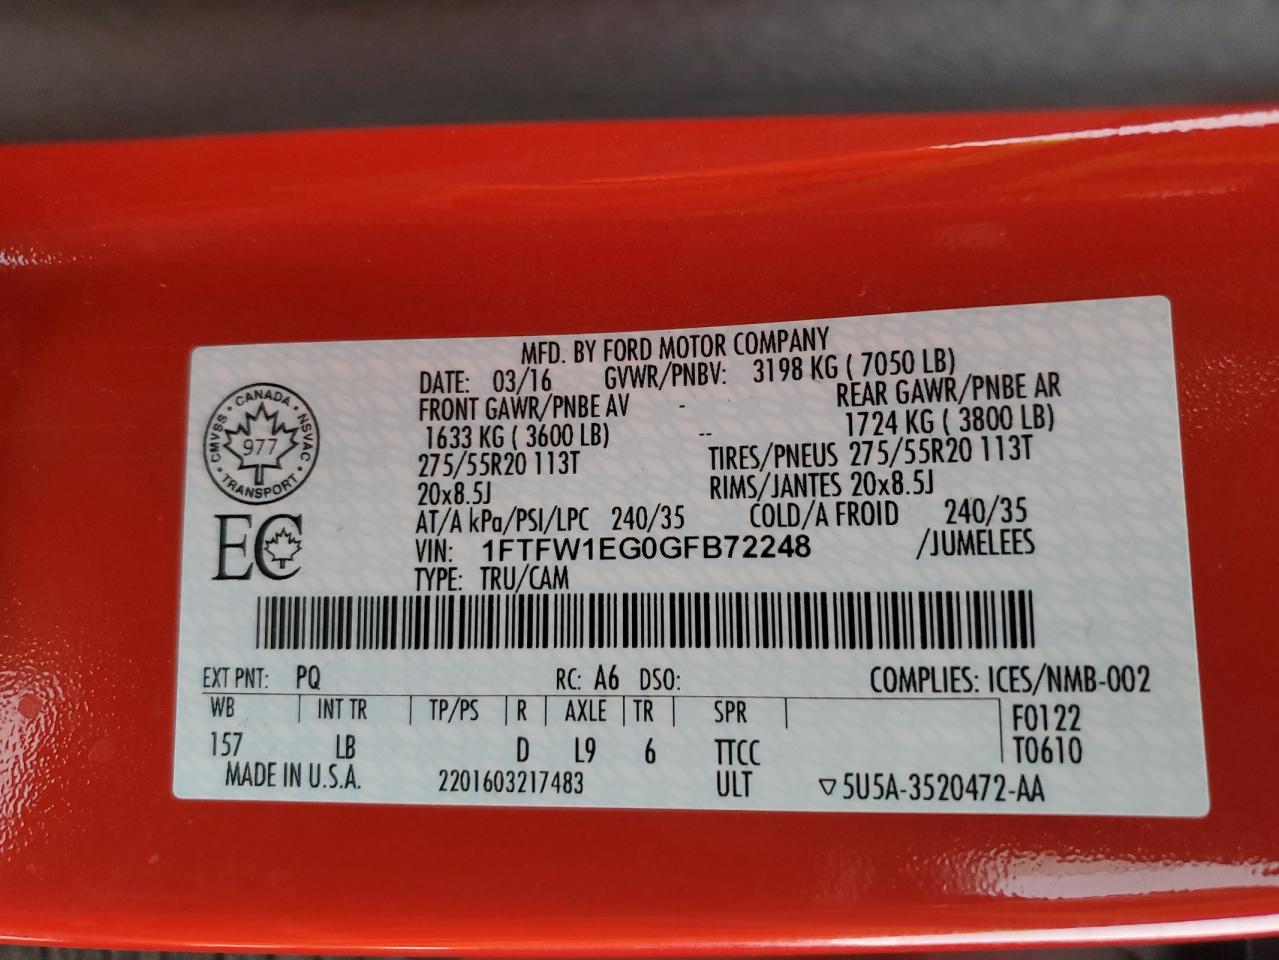 MFD. BY FORD MOTOR COMPANY
DATE: 03/16 GVWR/PNBV: 3198 KG ( 7050 LB)
FRONT GAWR/PNBE AV - REAR GAWR/PNBE AR
1633 KG ( 3600 LB) -- 1724 KG ( 3800 LB)
275/55R20 113T TIRES/PNEUS 275/55R20 113T
20x8.5J RIMS/JANTES 20x8.5J
AT/A kPa/PSI/LPC 240/35 COLD/A FROID 240/35
VIN: 1FTFW1EG0GFB72248 /JUMELEES
TYPE: TRU/CAM
CANADA
CMVSS 977 NSVAC
TRANSPORT
EC
EXT PNT: PQ RC: A6 DSO: COMPLIES: ICES/NMB-002
WB | INT TR | TP/PS | R | AXLE | TR | SPR | F0122
157 LB D L9 6 TTCC T0610
MADE IN U.S.A. 2201603217483 ULT ▽5U5A-3520472-AA